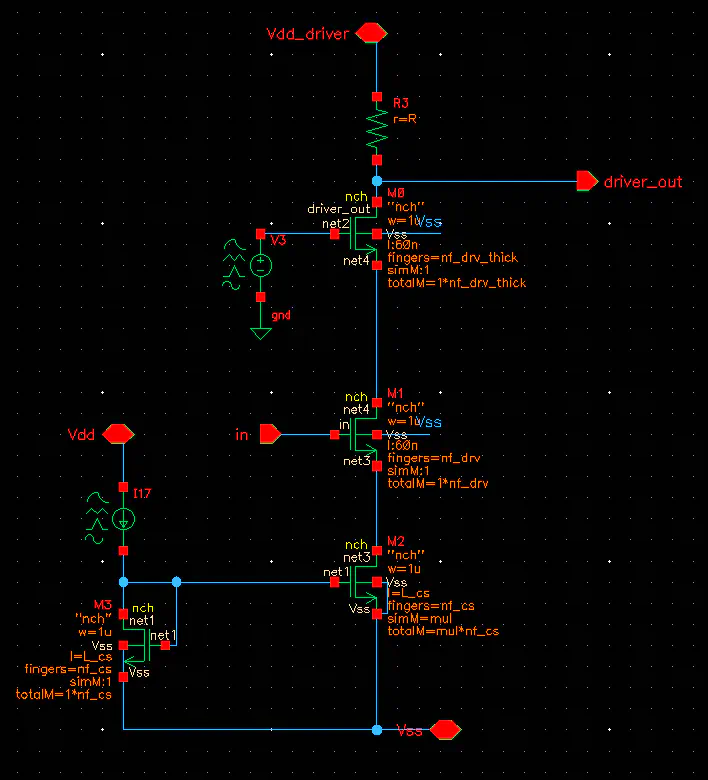 Vdd_driver
R3
r=R
driver_out
M0
nch
"nch"
driver_out
w=1u
Vss
net2
Vss
l:60n
net4
fingers=nf_drv_thick
simM:1
totalM=1*nf_drv_thick
V3
gnd
M1
nch
"nch"
net4
w=1u
Vss
in
in
Vss
l:60n
net3
fingers=nf_drv
simM:1
totalM=1*nf_drv
Vdd
I17
M2
nch
"nch"
net3
w=1u
net1
Vss
l=L_cs
Vss
fingers=nf_cs
simM=mul
totalM=mul*nf_cs
M3
nch
"nch"
net1
w=1u
net1
Vss
l=L_cs
fingers=nf_cs
Vss
simM:1
totalM=1*nf_cs
Vss